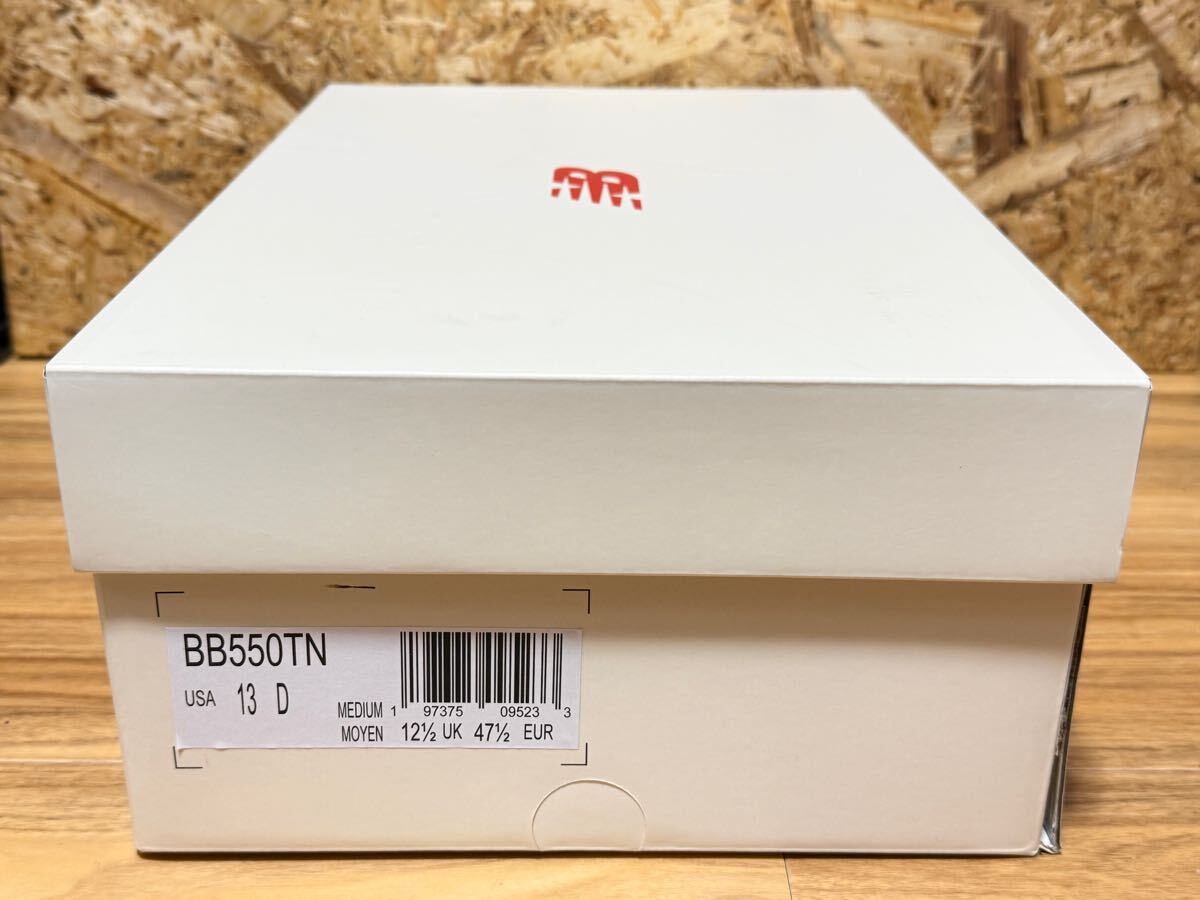 BB550TN
USA 13 D
MEDIUM 1 97375 09523 3
MOYEN 12½ UK 47½ EUR